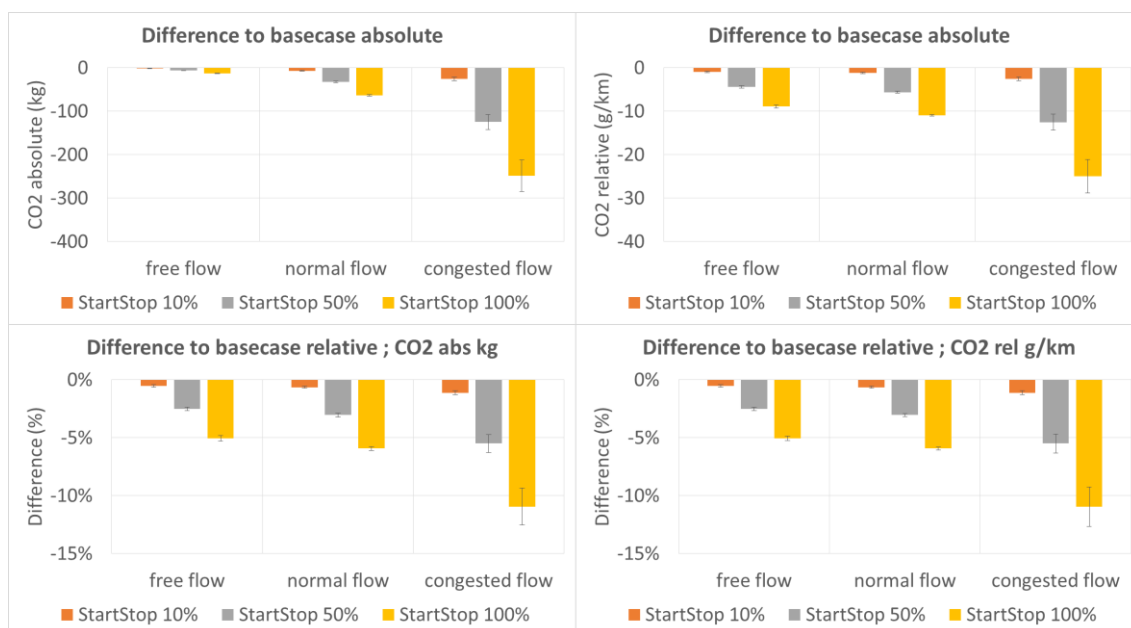 Difference to basecase absolute
CO2 absolute (kg)
0
-100
-200
-300
-400
free flow normal flow congested flow
StartStop 10% StartStop 50% StartStop 100%
Difference to basecase absolute
CO2 relative (g/km)
0
-10
-20
-30
-40
free flow normal flow congested flow
StartStop 10% StartStop 50% StartStop 100%
Difference to basecase relative ; CO2 abs kg
Difference (%)
0%
-5%
-10%
-15%
free flow normal flow congested flow
StartStop 10% StartStop 50% StartStop 100%
Difference to basecase relative ; CO2 rel g/km
Difference (%)
0%
-5%
-10%
-15%
free flow normal flow congested flow
StartStop 10% StartStop 50% StartStop 100%